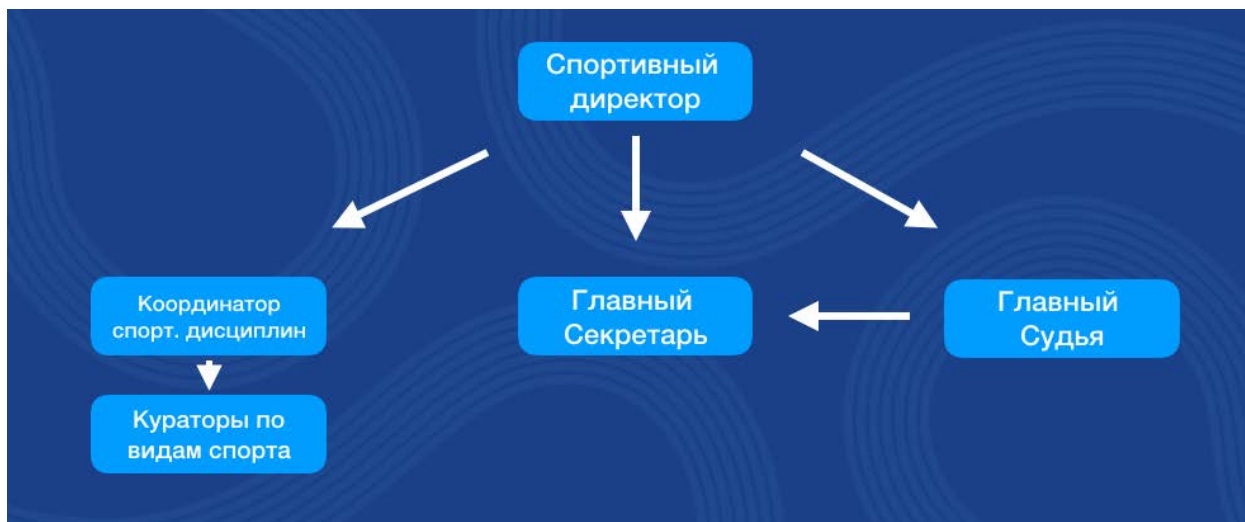 Спортивный
директор
Координатор
спорт. дисциплин
Главный
Секретарь
Главный
Судья
Кураторы по
видам спорта